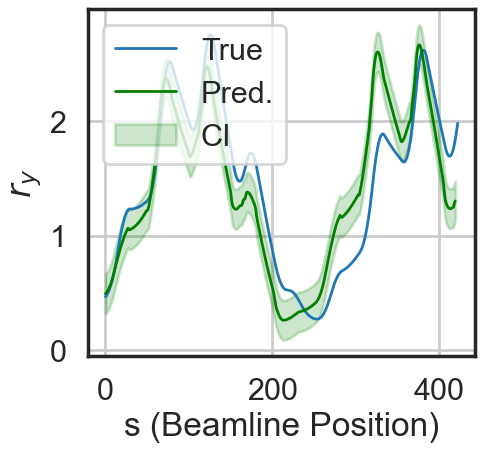 True
Pred.
CI
r_y
2
1
0
0 200 400
s (Beamline Position)